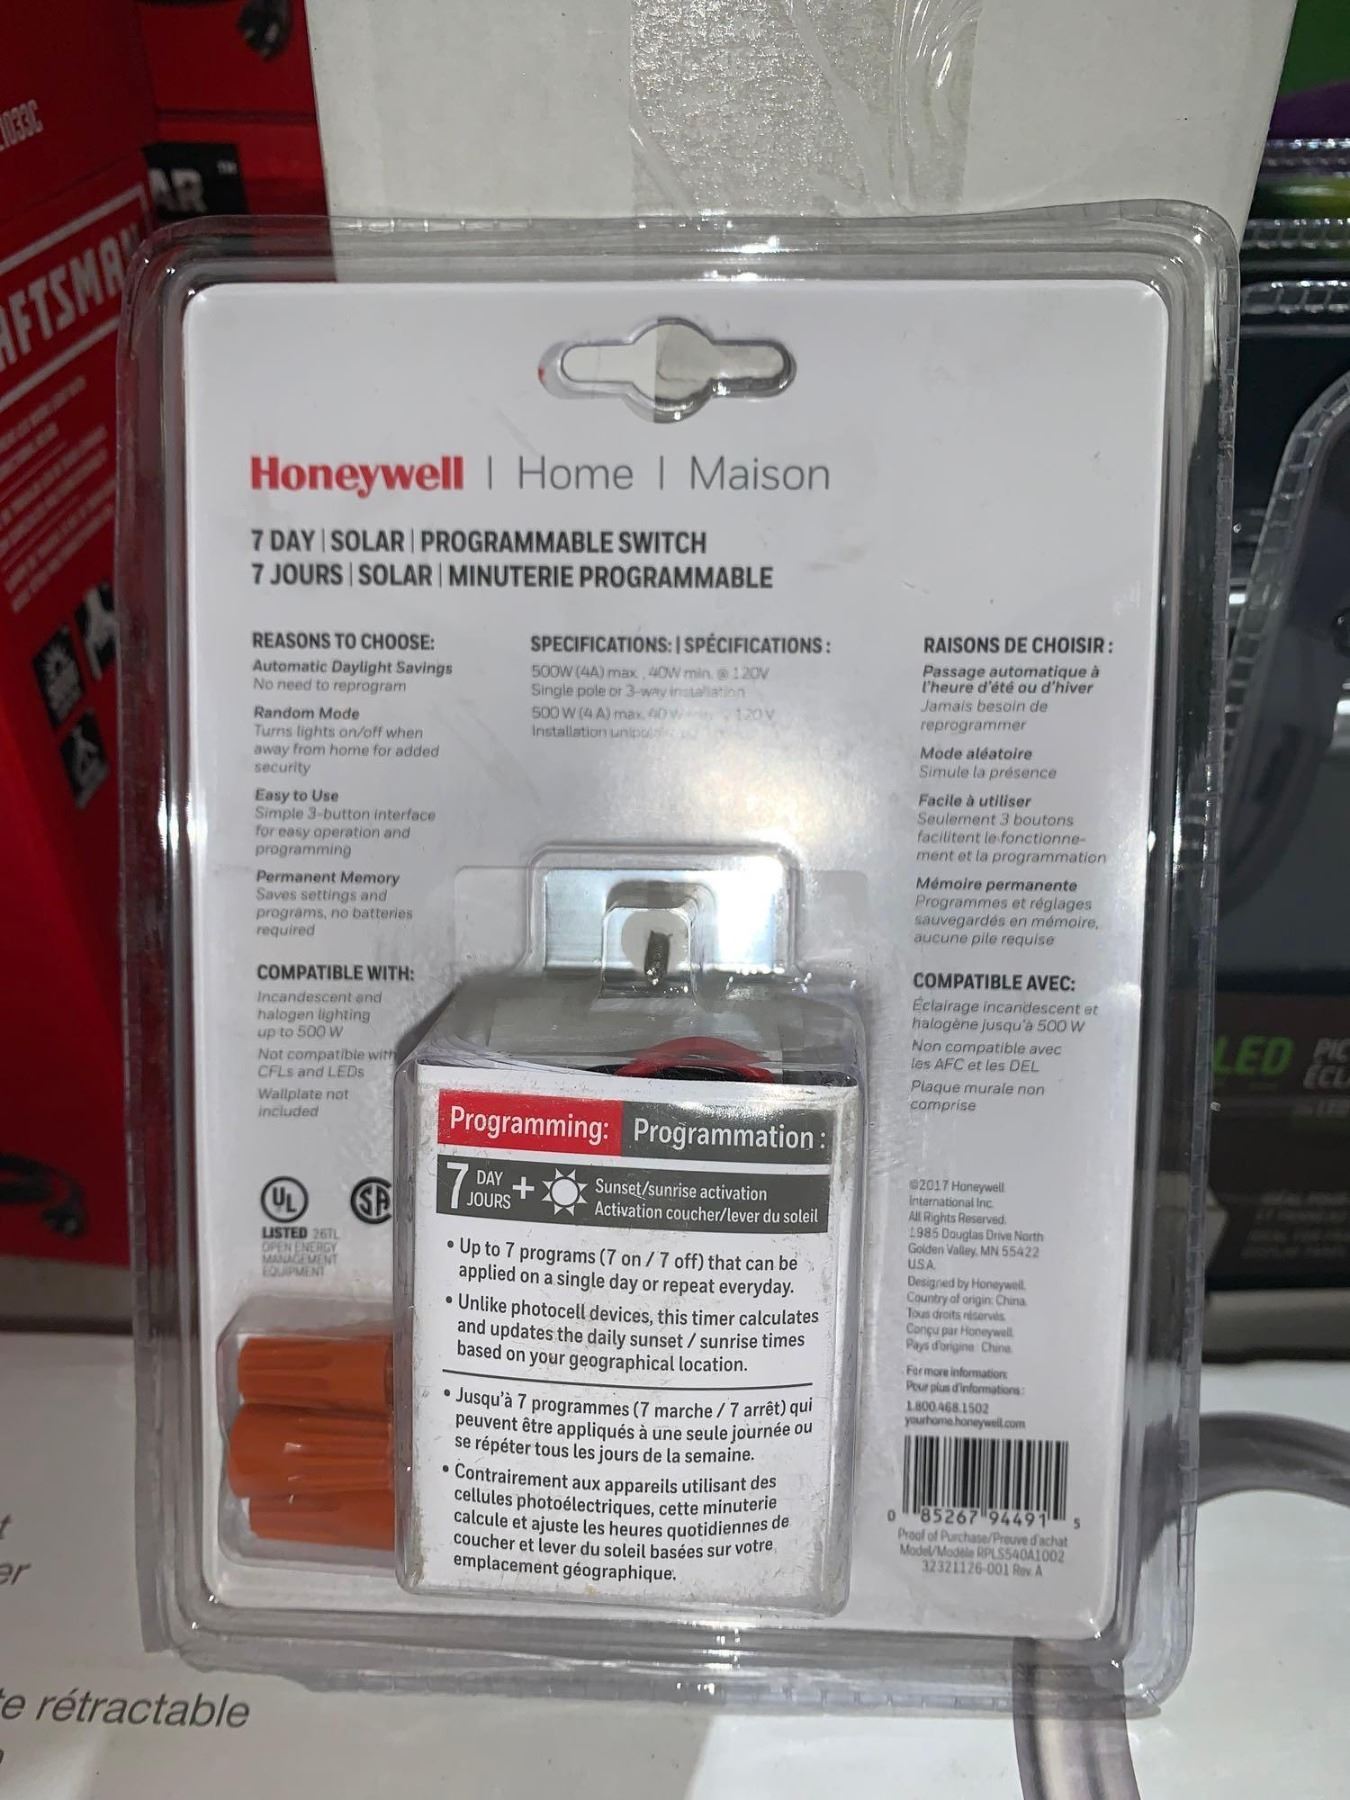 1033C
AR
AFTSMA
Honeywell | Home | Maison
7 DAY | SOLAR | PROGRAMMABLE SWITCH
7 JOURS | SOLAR | MINUTERIE PROGRAMMABLE
REASONS TO CHOOSE:
Automatic Daylight Savings
No need to reprogram
Random Mode
Turns lights on/off when
away from home for added
security
Easy to Use
Simple 3-button interface
for easy operation and
programming
Permanent Memory
Saves settings and
programs, no batteries
required
COMPATIBLE WITH:
Incandescent and
halogen lighting
up to 500 W
Not compatible with
CFLs and LEDs
Wallplate not
included
UL
LISTED 26TL
OPEN ENERGY
MANAGEMENT
EQUIPMENT
SPECIFICATIONS: | SPÉCIFICATIONS :
500W (4A) max., 40W min. @ 120V
Single pole or 3-way installation
500 W (4 A) max. 40 W 120 V
Installation
RAISONS DE CHOISIR :
Passage automatique à
l'heure d'été ou d'hiver
Jamais besoin de
reprogrammer
Mode aléatoire
Simule la présence
Facile à utiliser
Seulement 3 boutons
facilitent le fonctionne-
ment et la programmation
Mémoire permanente
Programmes et réglages
sauvegardés en mémoire,
aucune pile requise
COMPATIBLE AVEC:
Éclairage incandescent et
halogène jusqu'à 500 W
Non compatible avec
les AFC et les DEL
Plaque murale non
comprise
©2017 Honeywell
International Inc.
All Rights Reserved.
1985 Douglas Drive North
Golden Valley, MN 55422
U.S.A.
Designed by Honeywell.
Country of origin: China.
Tous droits réservés.
Conçu par Honeywell.
Pays d'origine: China.
For more information:
Pour plus d'informations :
1.800.468.1502
yourhome.honeywell.com
0 85267 94491 5
Proof of Purchase/Preuve d'achat
Model/Modèle RPLS540A1002
32321126-001 Rev. A
Programming: Programmation :
7 DAY JOURS + Sunset/sunrise activation
Activation coucher/lever du soleil
• Up to 7 programs (7 on / 7 off) that can be
applied on a single day or repeat everyday.
• Unlike photocell devices, this timer calculates
and updates the daily sunset / sunrise times
based on your geographical location.
• Jusqu'à 7 programmes (7 marche / 7 arrêt) qui
peuvent être appliqués à une seule journée ou
se répéter tous les jours de la semaine.
• Contrairement aux appareils utilisant des
cellules photoélectriques, cette minuterie
calcule et ajuste les heures quotidiennes de
coucher et lever du soleil basées sur votre
emplacement géographique.
LED
te rétractable